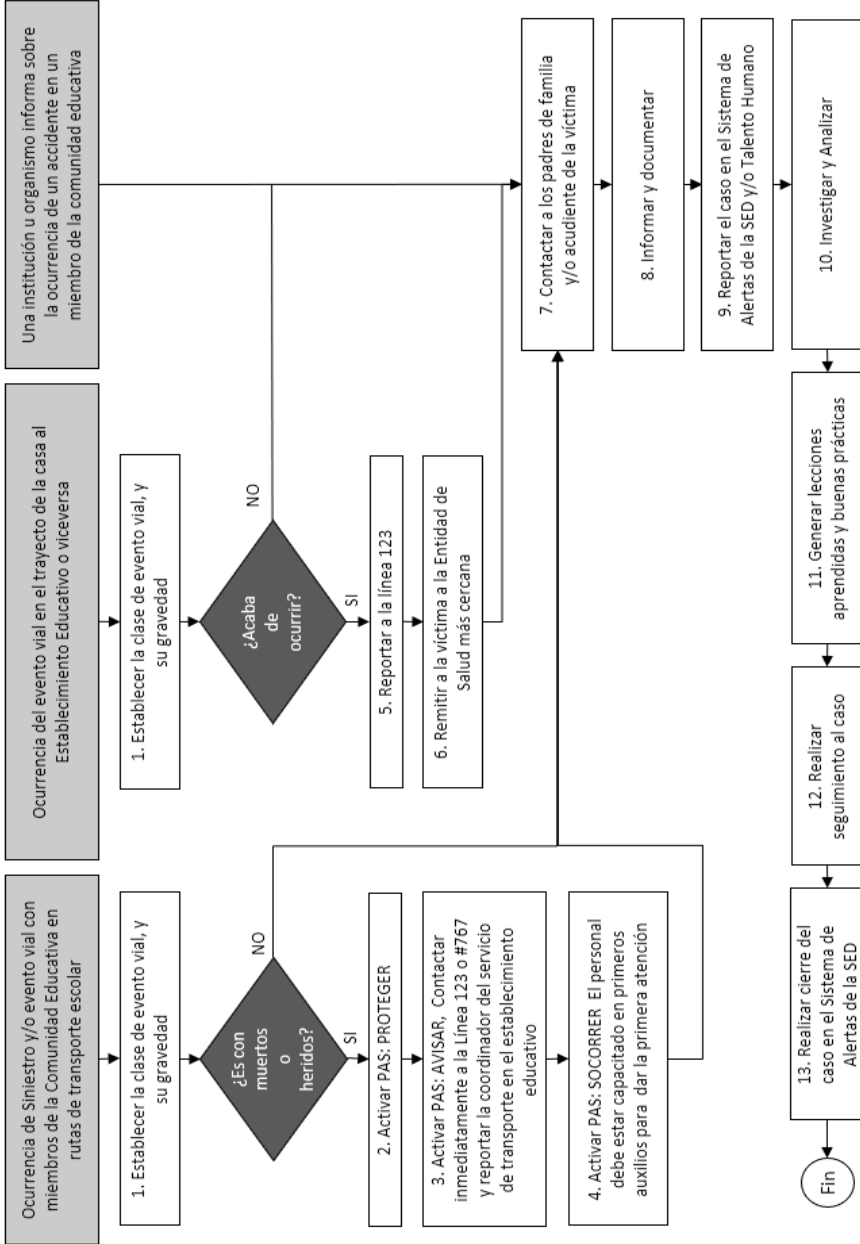 Ocurrencia de Siniestro y/o evento vial con
miembros de la Comunidad Educativa en
rutas de transporte escolar
Ocurrencia del evento vial en el trayecto de la casa al
Establecimiento Educativo o viceversa
Una institución u organismo informa sobre
la ocurrencia de un accidente en un
miembro de la comunidad educativa
1. Establecer la clase de evento vial, y
su gravedad
¿Es con
muertos
o
heridos?
NO
SI
2. Activar PAS: PROTEGER
3. Activar PAS: AVISAR, Contactar
inmediatamente a la Línea 123 o #767
y reportar la coordinador del servicio
de transporte en el establecimiento
educativo
4. Activar PAS: SOCORRER El personal
debe estar capacitado en primeros
auxilios para dar la primera atención
1. Establecer la clase de evento vial, y
su gravedad
¿Acaba
de
ocurrir?
NO
SI
5. Reportar a la línea 123
6. Remitir a la víctima a la Entidad de
Salud más cercana
7. Contactar a los padres de familia
y/o acudiente de la víctima
8. Informar y documentar
9. Reportar el caso en el Sistema de
Alertas de la SED y/o Talento Humano
10. Investigar y Analizar
11. Generar lecciones
aprendidas y buenas prácticas
12. Realizar
seguimiento al caso
13. Realizar cierre del
caso en el Sistema de
Alertas de la SED
Fin